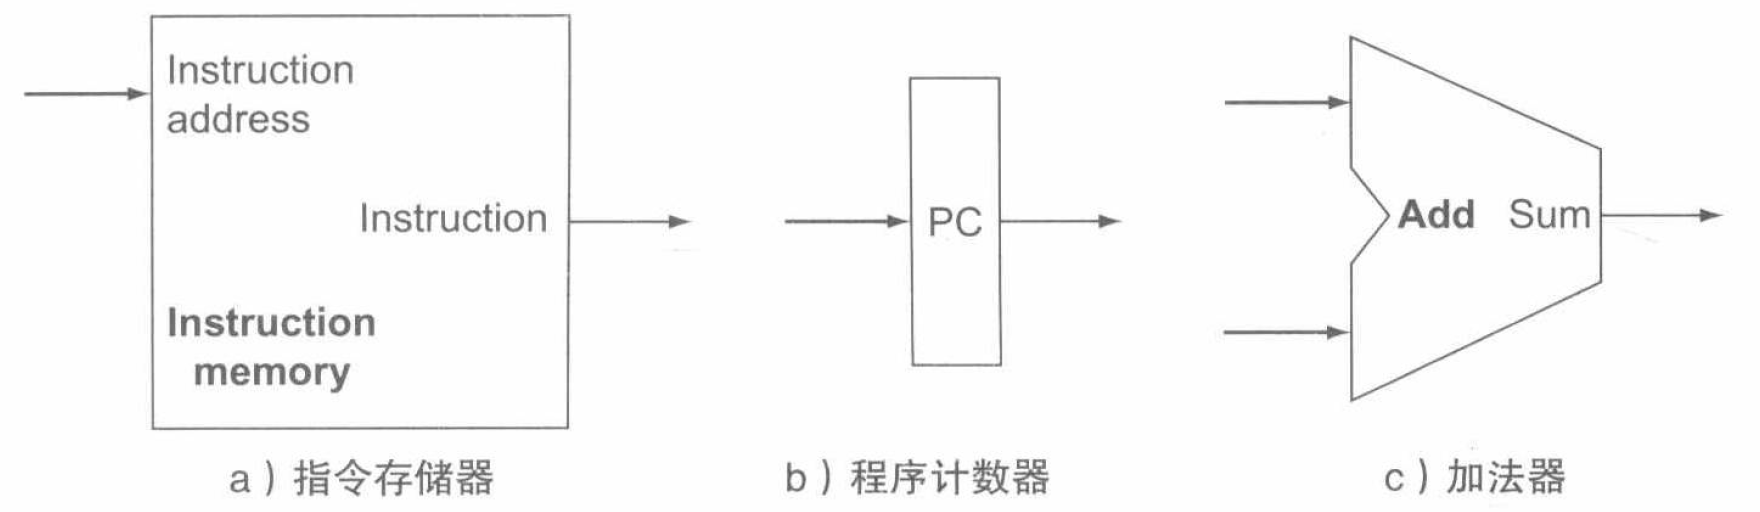 Instruction
address
Instruction
Instruction
memory
a）指令存储器
PC
b）程序计数器
Add Sum
c）加法器